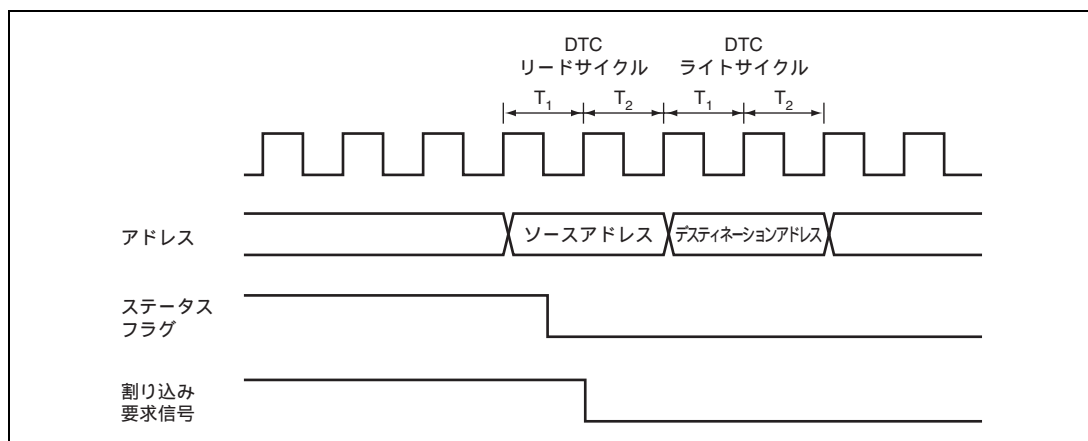 DTC DTC
リードサイクル ライトサイクル
T1 T2 T1 T2
アドレス ソースアドレス デスティネーションアドレス
ステータス
フラグ
割り込み
要求信号